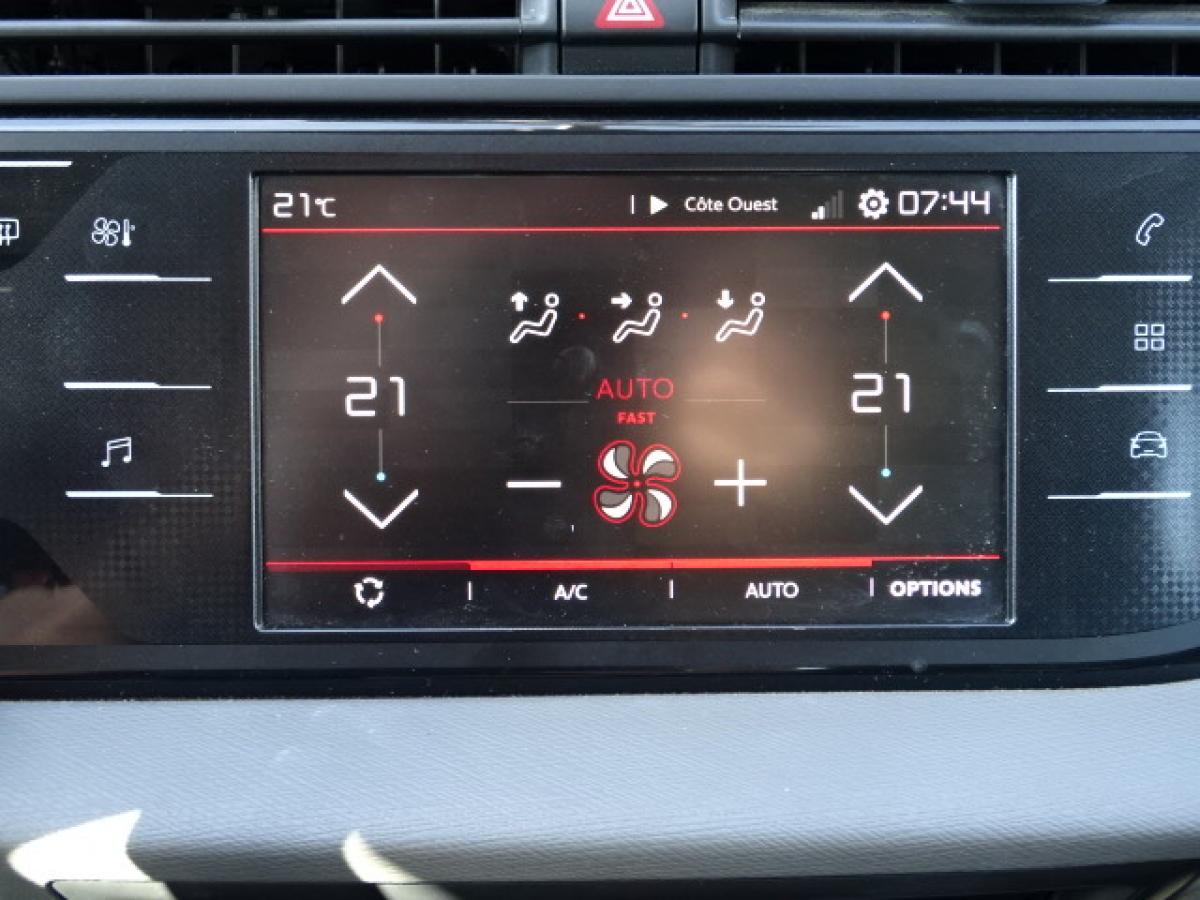 21°C | Côte Ouest 07:44
21 AUTO 21
FAST
A/C | AUTO | OPTIONS